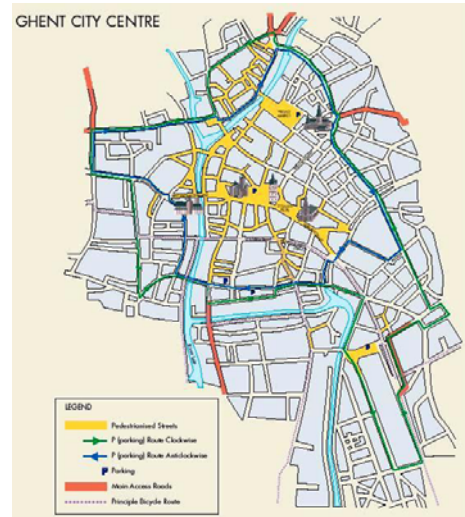 GHENT CITY CENTRE
P
P
P
P
P
LEGEND
Pedestrianised Streets
P (parking) Route Clockwise
P (parking) Route Anticlockwise
P Parking
Main Access Roads
Principle Bicycle Route